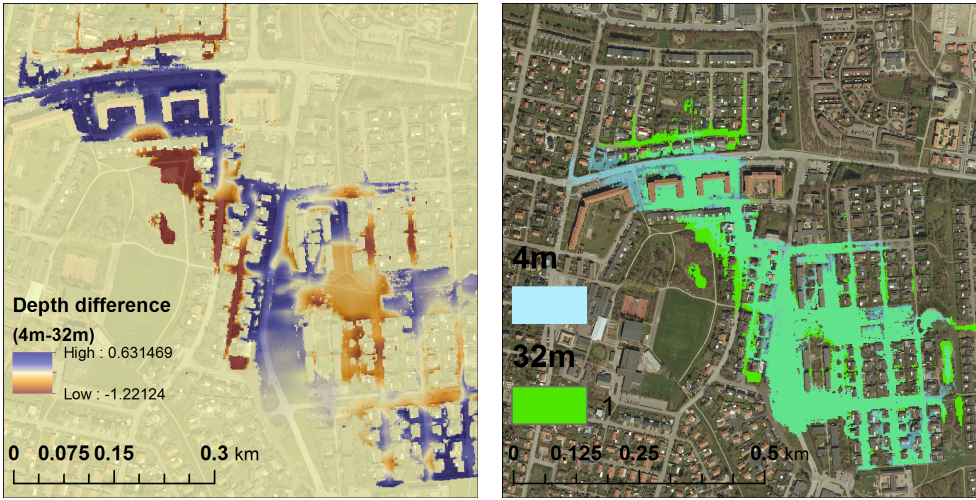 Depth difference
(4m-32m)
High : 0.631469
Low : -1.22124
0 0.075 0.15 0.3 km
4m
32m
1
0 0.125 0.25 0.5 km